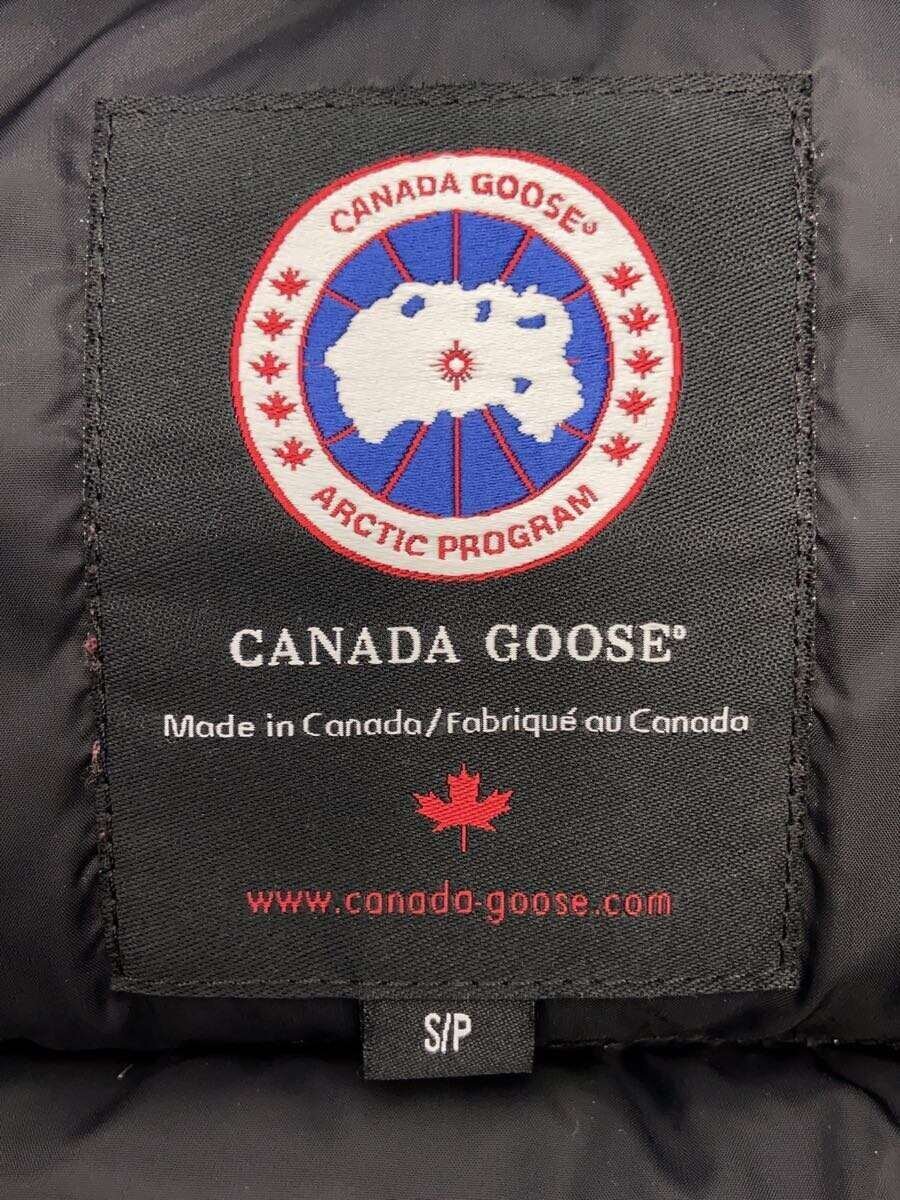 CANADA GOOSE®
ARCTIC PROGRAM
CANADA GOOSE®
Made in Canada/Fabriqué au Canada
www.canada-goose.com
S/P